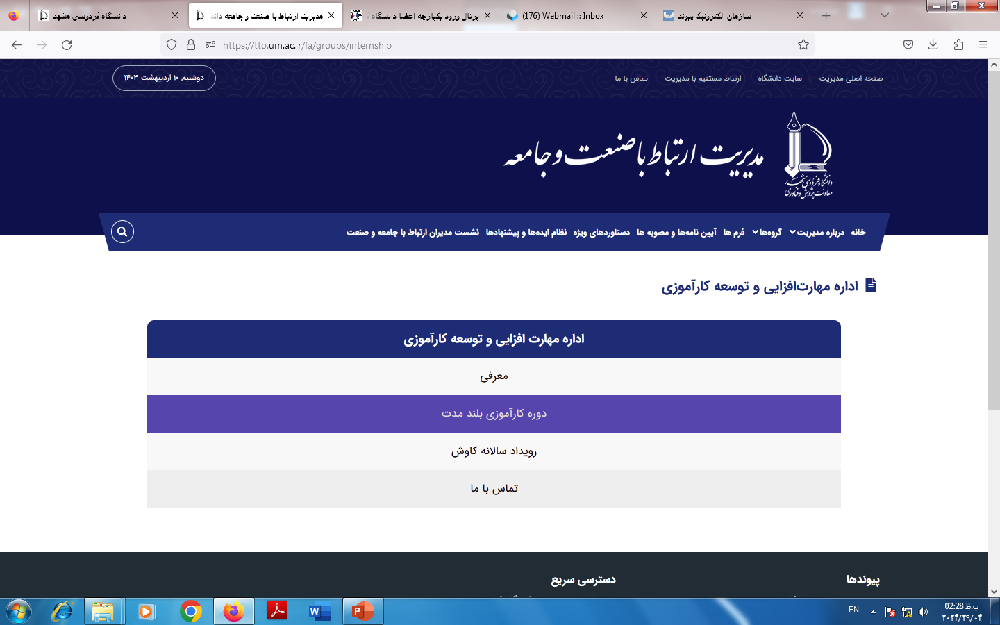 دانشگاه فردوسی مشهد
مدیریت ارتباط با صنعت و جامعه دانش
پرتال ورود یکپارچه اعضا دانشگاه
(176) Webmail :: Inbox
سازمان الکترونیک پیوند
https://tto.um.ac.ir/fa/groups/internship
صفحه اصلی مدیریت
سایت دانشگاه
ارتباط مستقیم با مدیریت
تماس با ما
دوشنبه, ۱۰ اردیبهشت ۱۴۰۳
مدیریت ارتباط با صنعت و جامعه
دانشگاه فردوسی مشهد
معاونت پژوهش و فناوری
خانه درباره مدیریت گروه‌ها فرم ها آیین نامه‌ها و مصوبه ها دستاوردهای ویژه نظام ایده‌ها و پیشنهادها نشست مدیران ارتباط با جامعه و صنعت
اداره مهارت‌افزایی و توسعه کارآموزی
اداره مهارت افزایی و توسعه کارآموزی
معرفی
دوره کارآموزی بلند مدت
رویداد سالانه کاوش
تماس با ما
پیوندها
دسترسی سریع
EN
02:28 ب.ظ
۲۰۲۴/۲۹/۰۴